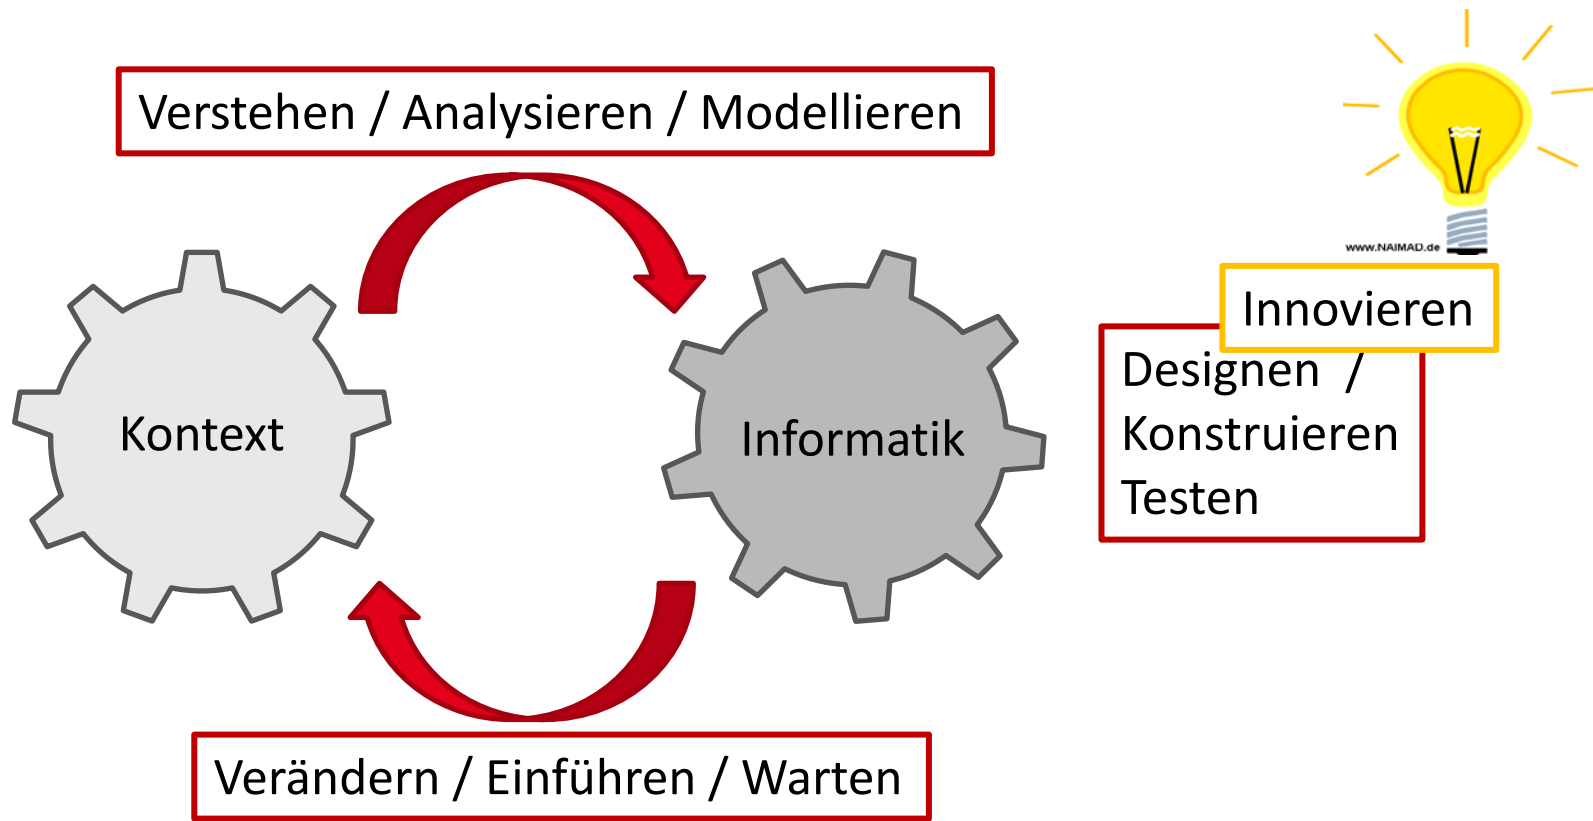 Verstehen / Analysieren / Modellieren
www.NAIMAD.de
Innovieren
Designen /
Konstruieren
Testen
Kontext
Informatik
Verändern / Einführen / Warten